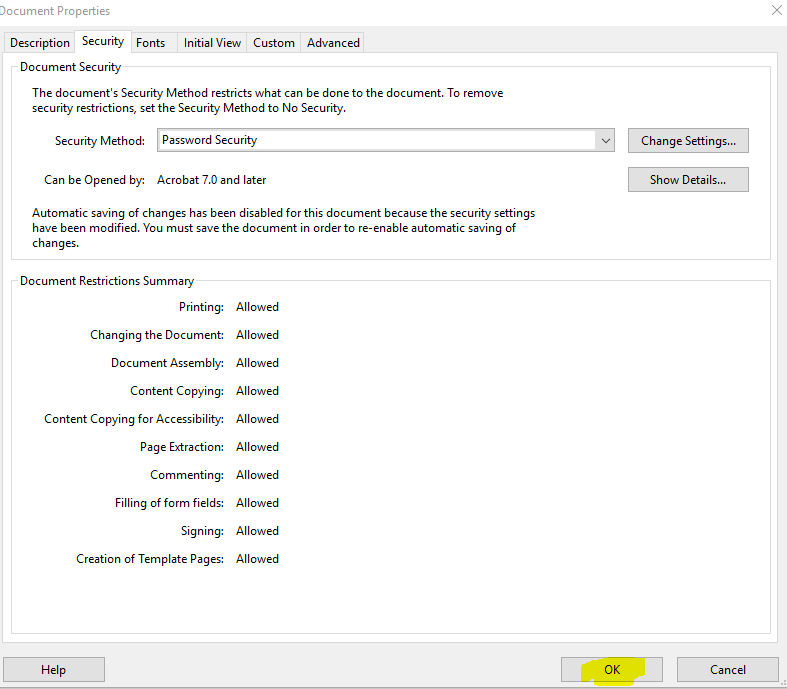 Document Properties
Description Security Fonts Initial View Custom Advanced
Document Security
The document's Security Method restricts what can be done to the document. To remove
security restrictions, set the Security Method to No Security.
Security Method: Password Security Change Settings...
Can be Opened by: Acrobat 7.0 and later Show Details...
Automatic saving of changes has been disabled for this document because the security settings
have been modified. You must save the document in order to re-enable automatic saving of
changes.
Document Restrictions Summary
Printing: Allowed
Changing the Document: Allowed
Document Assembly: Allowed
Content Copying: Allowed
Content Copying for Accessibility: Allowed
Page Extraction: Allowed
Commenting: Allowed
Filling of form fields: Allowed
Signing: Allowed
Creation of Template Pages: Allowed
Help OK Cancel